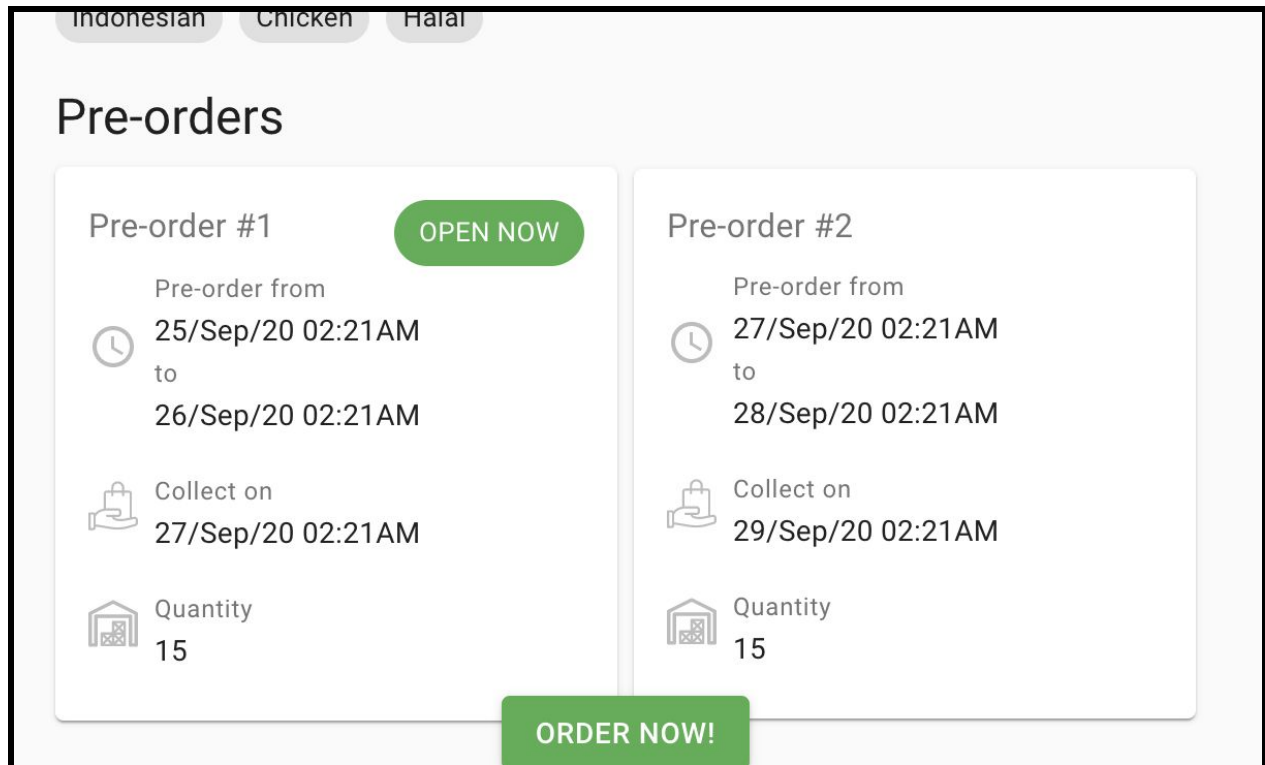 Indonesian Chicken Halal
Pre-orders
Pre-order #1
OPEN NOW
Pre-order from
25/Sep/20 02:21AM
to
26/Sep/20 02:21AM
Collect on
27/Sep/20 02:21AM
Quantity
15
Pre-order #2
Pre-order from
27/Sep/20 02:21AM
to
28/Sep/20 02:21AM
Collect on
29/Sep/20 02:21AM
Quantity
15
ORDER NOW!